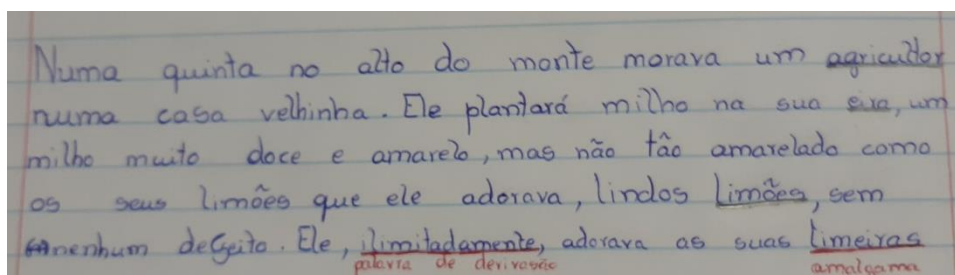 Numa quinta no alto do monte morava um agricultor
numa casa velhinha. Ele plantará milho na sua eira, um
milho muito doce e amarelo, mas não tão amarelado como
os seus limões que ele adorava, lindos limões, sem
nenhum defeito. Ele, ilimitadamente, adorava as suas limeiras
palavra de derivação amalgama